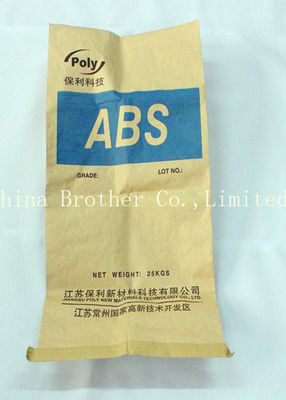 Poly
保利科技
ABS
GRADE: LOT NO.:
China Brother Co.,Limited
NET WEIGHT: 25KGS
江苏保利新材料科技有限公司
JIANGSU POLY NEW MATERIALS TECHNOLOGY CO., LTD.
江苏常州国家高新技术开发区